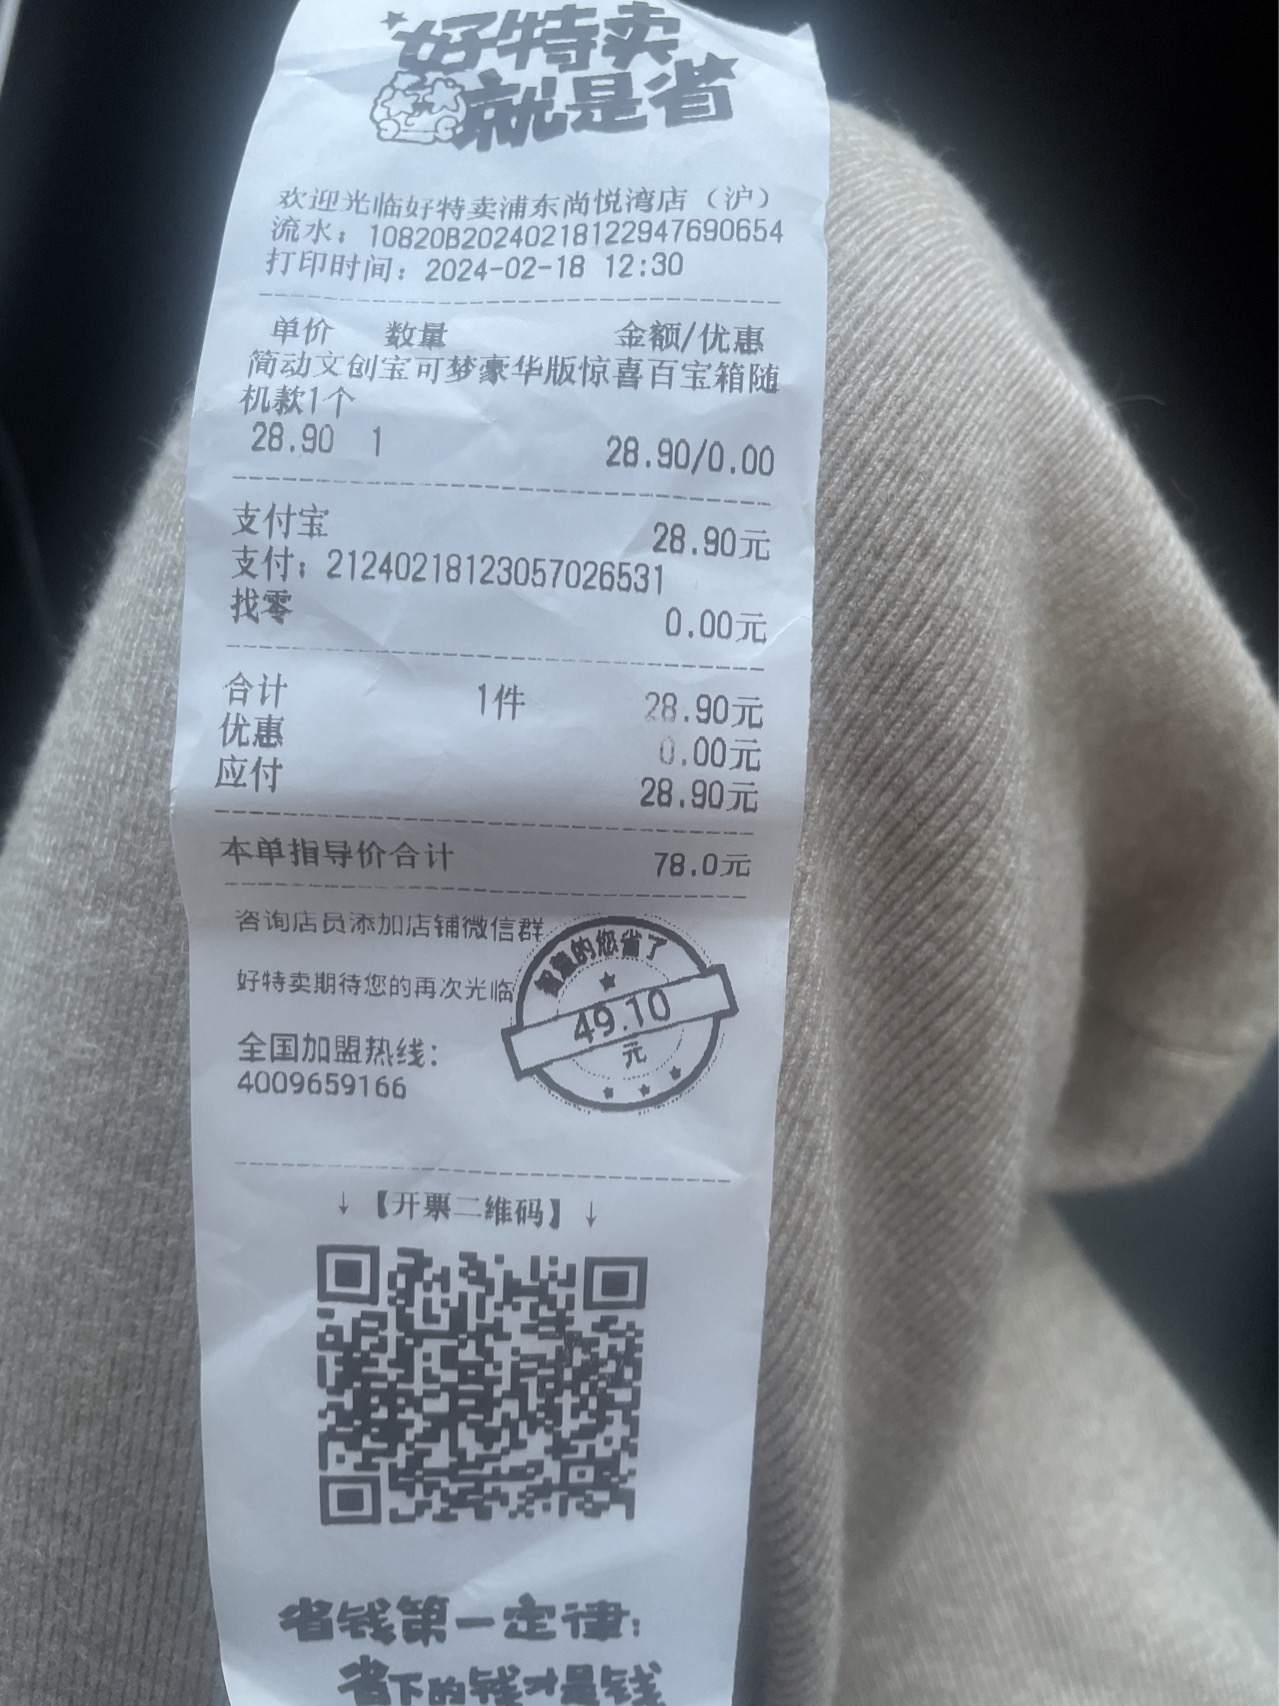 好特卖
就是省
欢迎光临好特卖浦东尚悦湾店（沪）
流水：10820B20240218122947690654
打印时间：2024-02-18 12:30
单价 数量 金额/优惠
简动文创宝可梦豪华版惊喜百宝箱随
机款1个
28.90 1 28.90/0.00
支付宝 28.90元
支付：21240218123057026531
找零 0.00元
合计 1件 28.90元
优惠 0.00元
应付 28.90元
本单指导价合计 78.0元
咨询店员添加店铺微信群
好特卖期待您的再次光临
智慧的您省了
49.10
元
全国加盟热线：
4009659166
↓【开票二维码】↓
省钱第一定律：
省下的钱才是钱